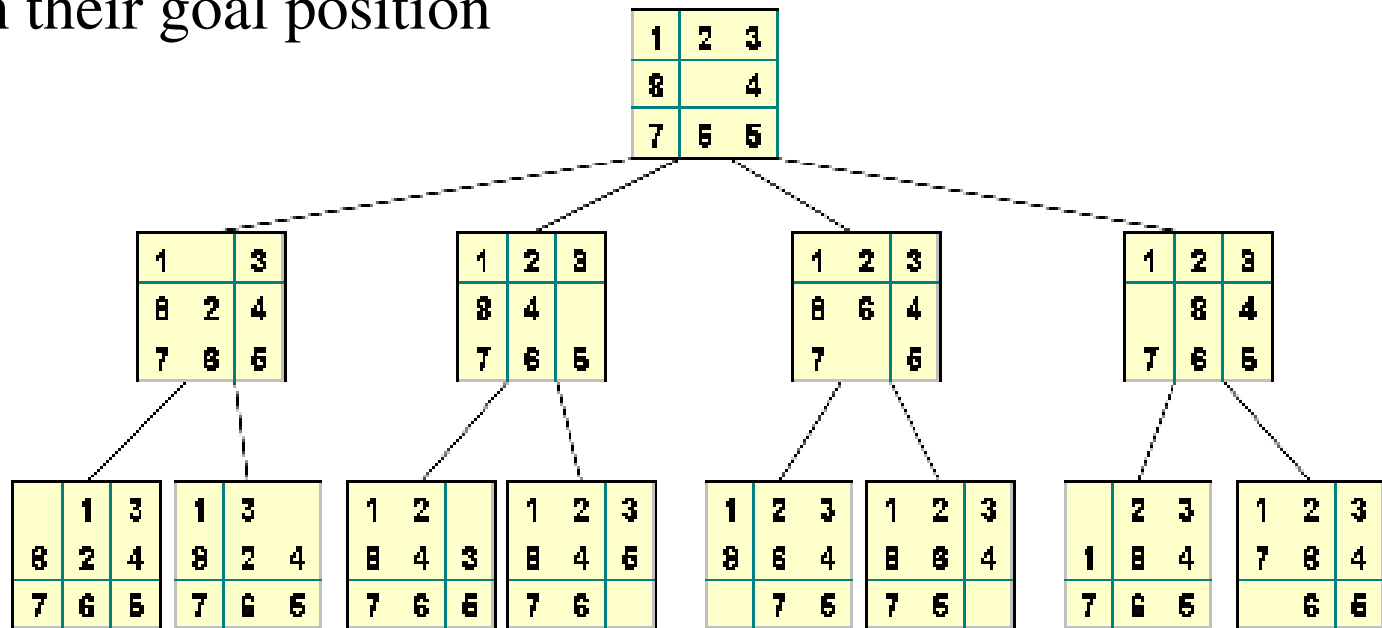 their goal position
1 2 3
8 4
7 6 5
1 3 1 2 3 1 2 3 1 2 3
8 2 4 8 4 8 6 4 8 4
7 6 5 7 6 5 7 5 7 6 5
1 3 1 3 1 2 1 2 3 1 2 3 1 2 3 2 3 1 2 3
8 2 4 8 2 4 8 4 3 8 4 5 8 6 4 8 6 4 1 8 4 7 8 4
7 6 5 7 6 5 7 6 5 7 6 7 5 7 5 7 6 5 6 5